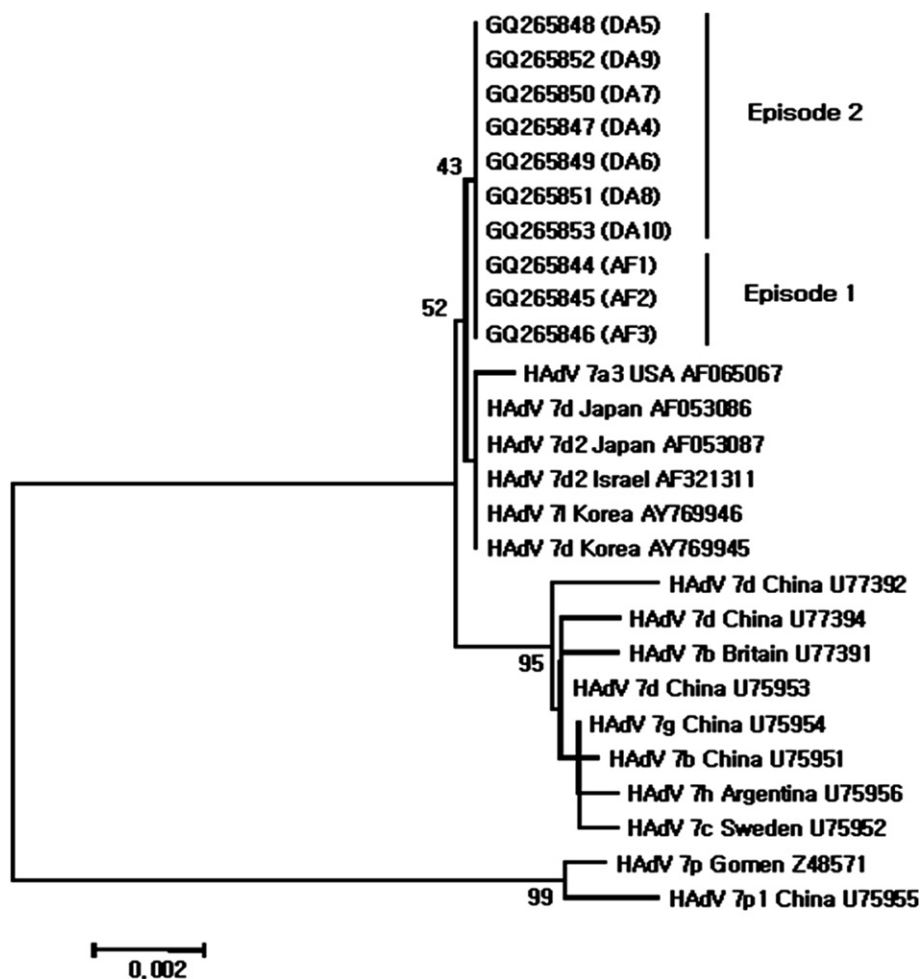 GQ265848 (DA5)
GQ265852 (DA9)
GQ265850 (DA7)
Episode 2
GQ265847 (DA4)
GQ265849 (DA6)
43
GQ265851 (DA8)
GQ265853 (DA10)
GQ265844 (AF1)
GQ265845 (AF2)
Episode 1
52
GQ265846 (AF3)
HAdV 7a3 USA AF065067
HAdV 7d Japan AF053086
HAdV 7d2 Japan AF053087
HAdV 7d2 Israel AF321311
HAdV 7l Korea AY769946
HAdV 7d Korea AY769945
HAdV 7d China U77392
HAdV 7d China U77394
HAdV 7b Britain U77391
95
HAdV 7d China U75953
HAdV 7g China U75954
HAdV 7b China U75951
HAdV 7h Argentina U75956
HAdV 7c Sweden U75952
HAdV 7p Gomen Z48571
99
HAdV 7p1 China U75955
0.002